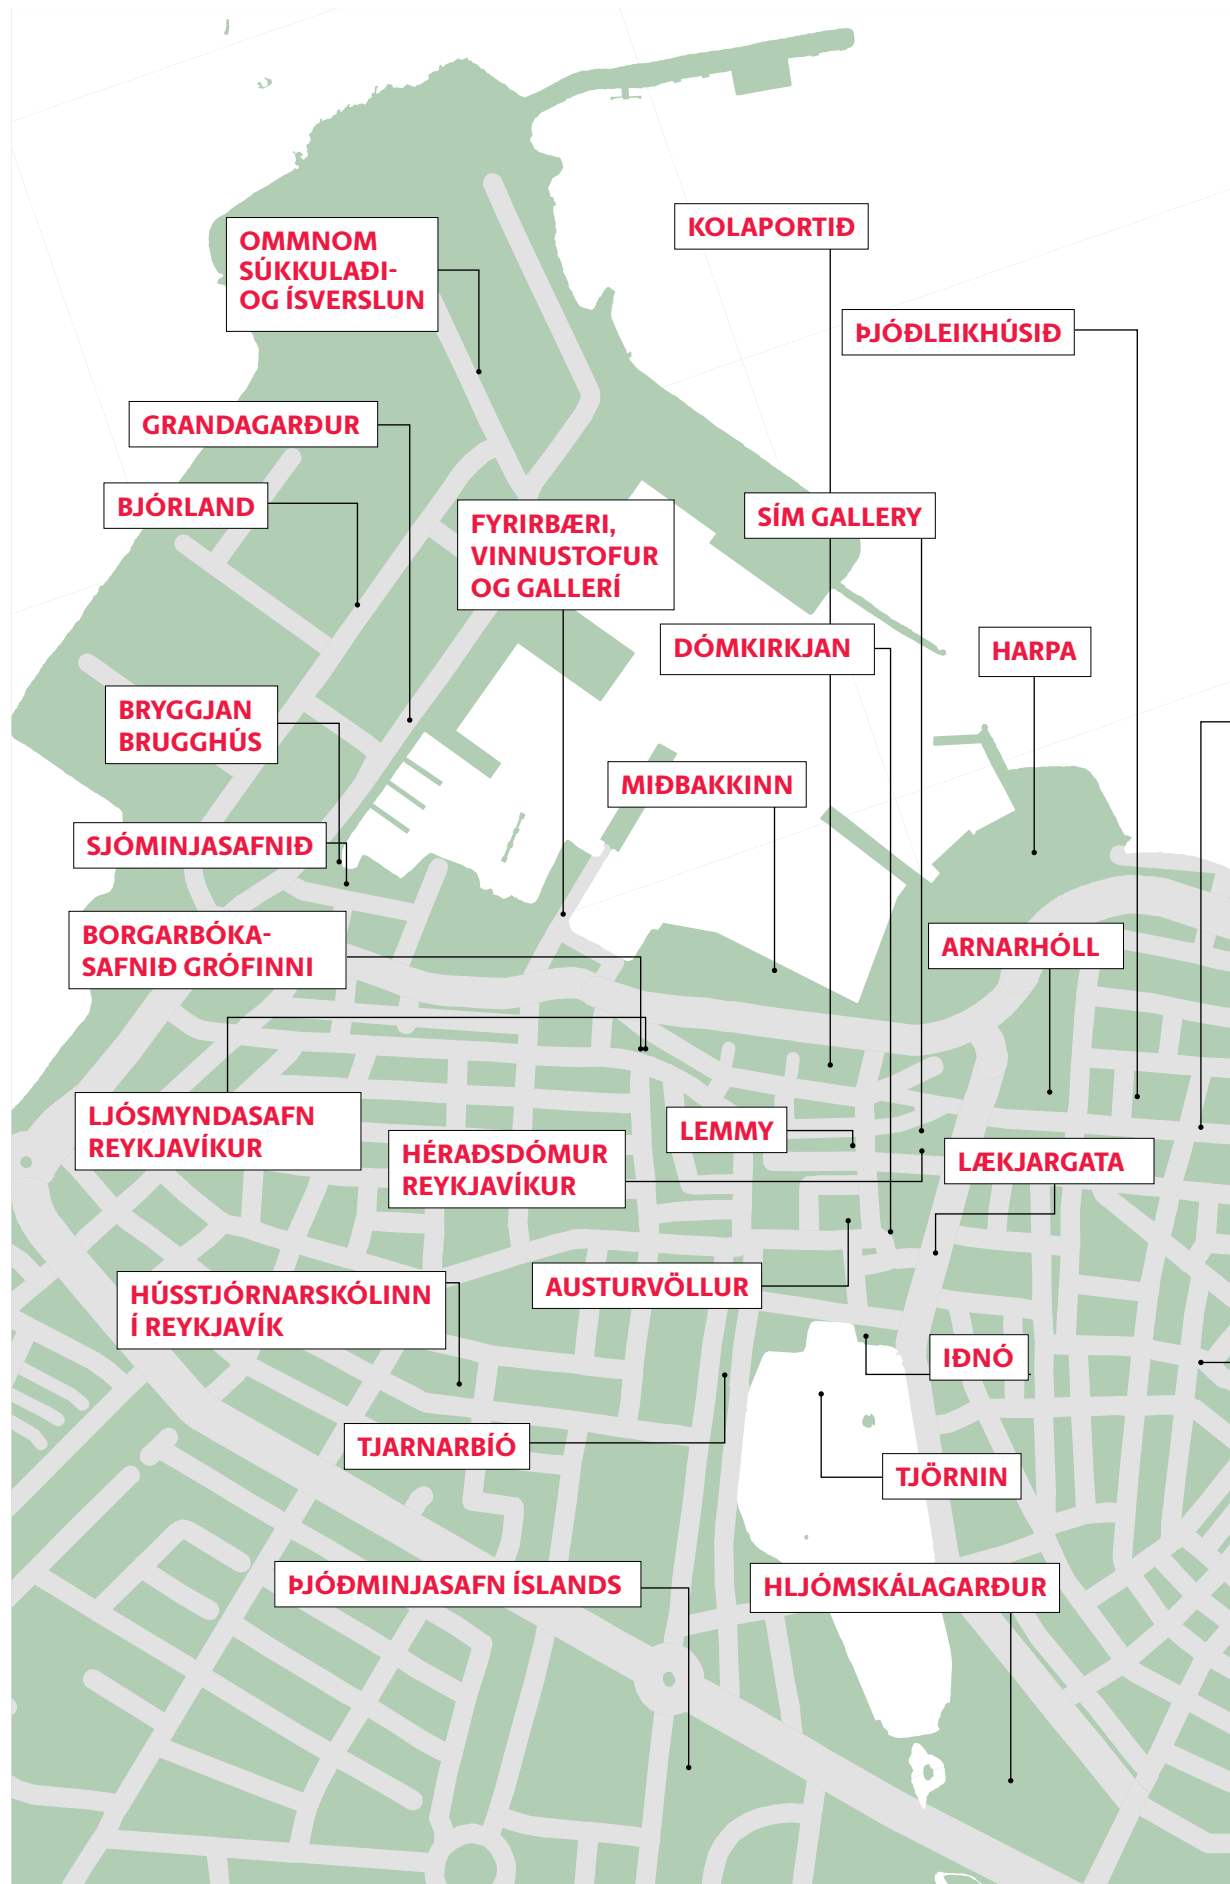 KOLAPORTIÐ
OMMNOM
SÚKKULAÐI-
OG ÍSVERSLUN
ÞJÓÐLEIKHÚSIÐ
GRANDAGARÐUR
BJÓRLAND
SÍM GALLERY
FYRIRBÆRI,
VINNUSTOFUR
OG GALLERÍ
DÓMKIRKJAN
HARPA
BRYGGJAN
BRUGGHÚS
MIÐBAKKINN
SJÓMINJASAFNIÐ
BORGARBÓKA-
SAFNIÐ GRÓFINNI
ARNARHÓLL
LJÓSMYNDASAFN
REYKJAVÍKUR
LEMMY
HÉRAÐSDÓMUR
REYKJAVÍKUR
LÆKJARGATA
HÚSSTJÓRNARSKÓLINN
Í REYKJAVÍK
AUSTURVÖLLUR
IÐNÓ
TJARNARBÍÓ
TJÖRNIN
ÞJÓÐMINJASAFN ÍSLANDS
HLJÓMSKÁLAGARÐUR